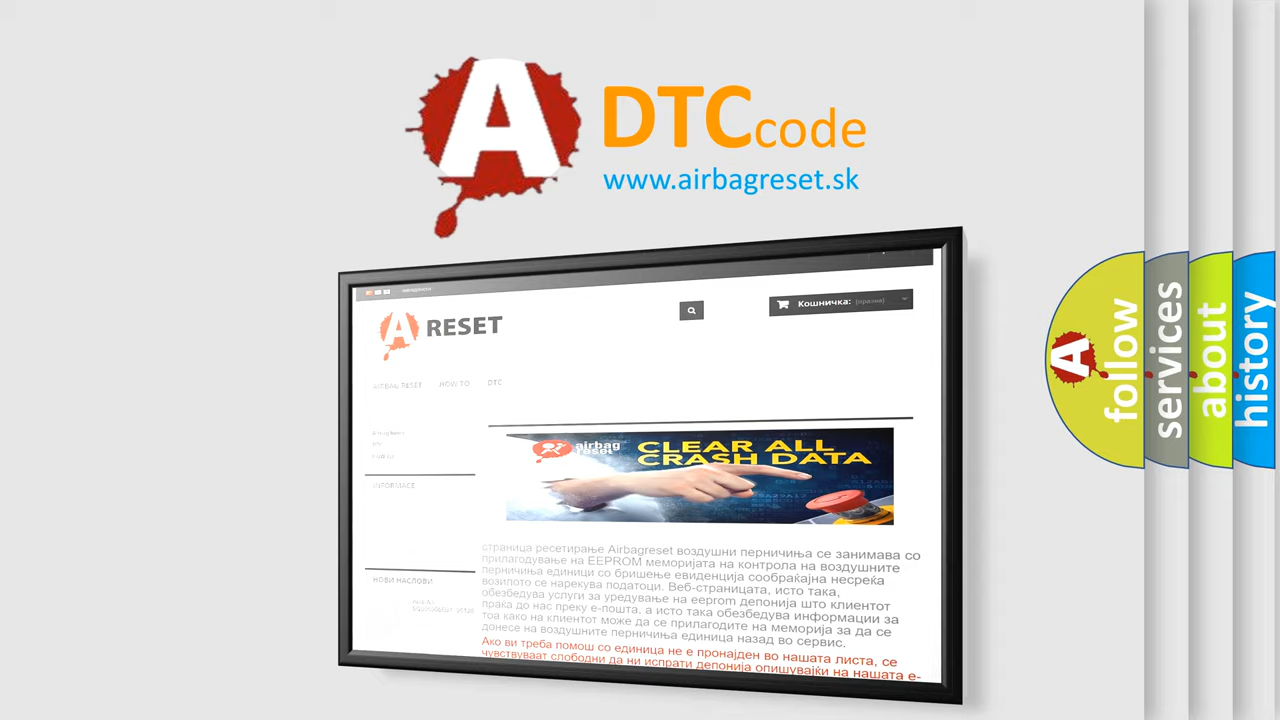 A DTCcode
www.airbagreset.sk
Кошничка: (празни)
A RESET
AIRBAG RESET HOW TO DTC
airbag
reset
CLEAR ALL
CRASH DATA
INFORMACE
страница ресетирање Airbagreset воздушни перничиња се занимава со
прилагодување на EEPROM меморијата на контрола на воздушните
перничиња единици со бришење евиденција сообраќајна несреќа
возилото се нарекува податоци. Веб-страницата, исто така,
обезбедува услуги за уредување на eeprom депонија што клиентот
праќа до нас преку е-пошта, а исто така обезбедува информации за
тоа како на клиентот може да се прилагодите на меморија за да се
донесе на воздушните перничиња единица назад во сервис.
Ако ви треба помош со единица не е пронајден во нашата листа, се
чувствуваат слободни да ни испрати депонија опишувајќи на нашата е-
НОВИ НАСЛОВИ
A follow
services
about
history